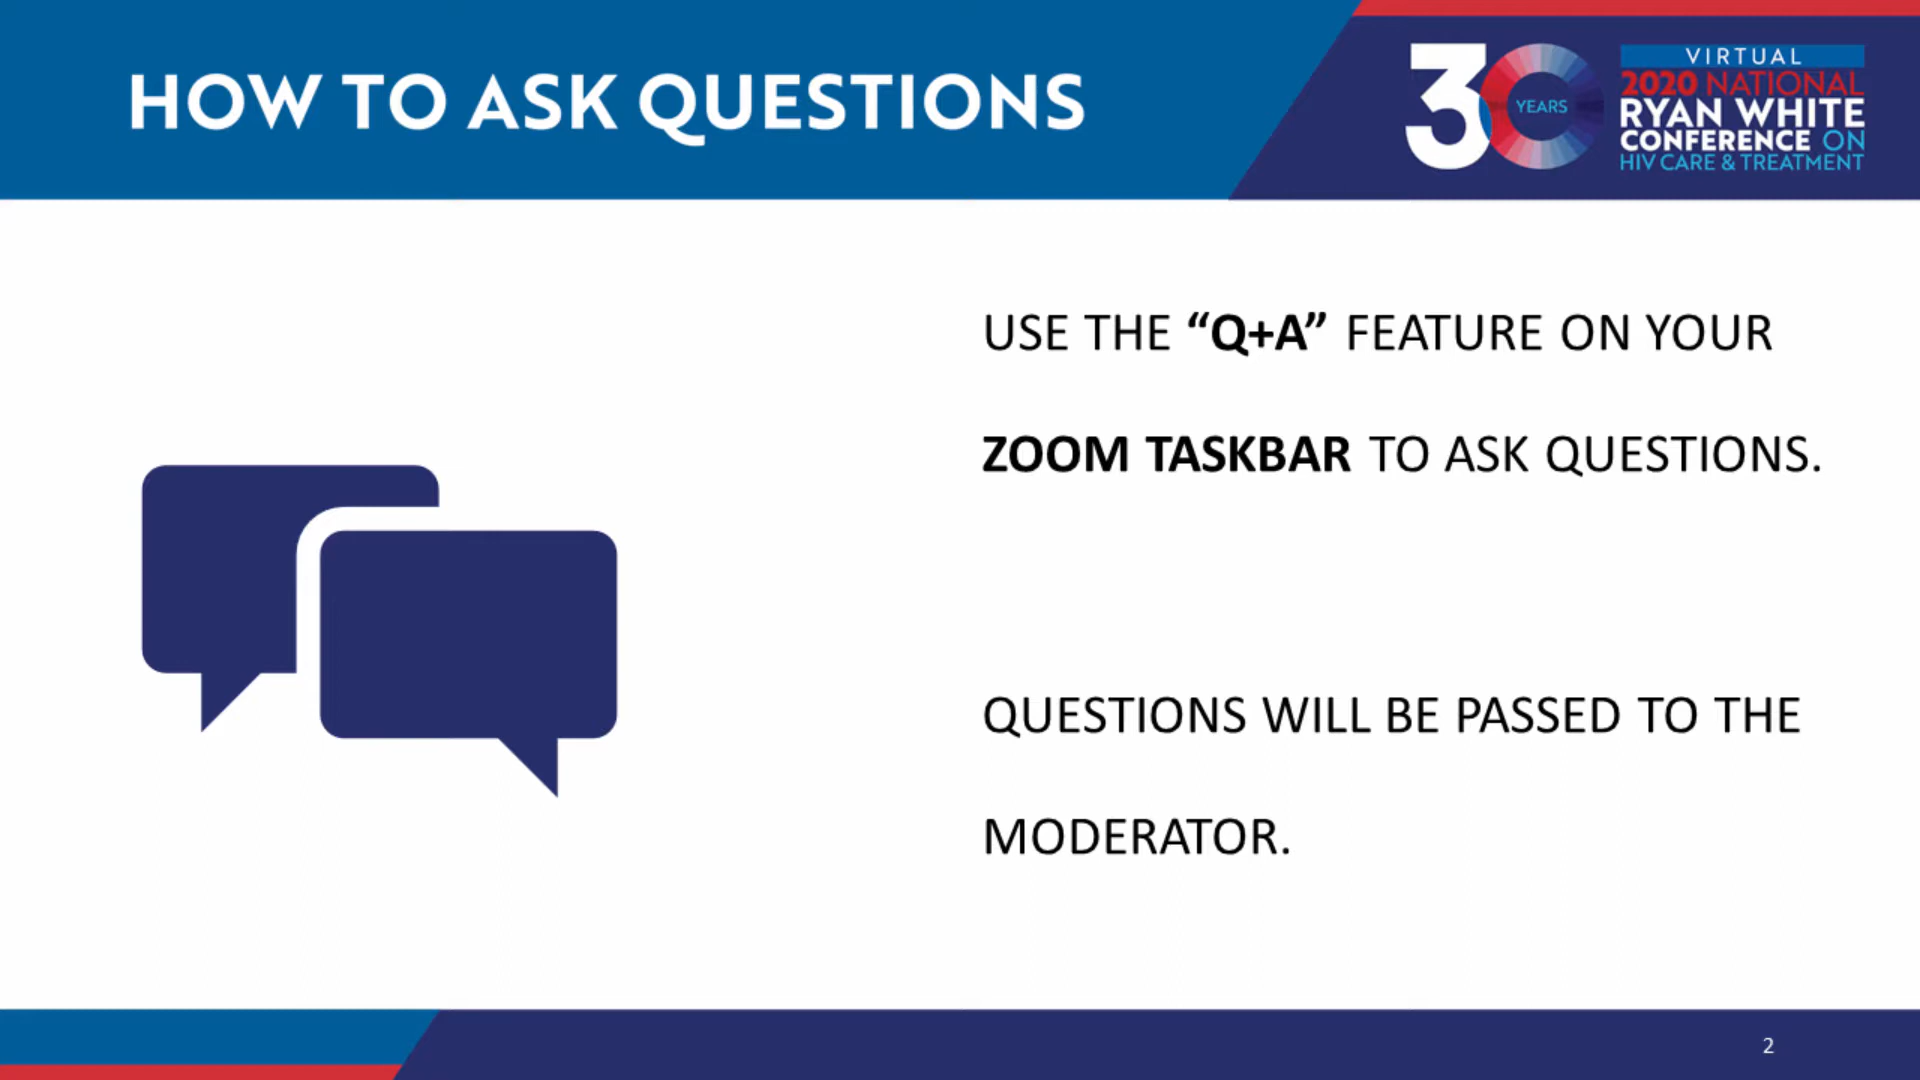 HOW TO ASK QUESTIONS
30 YEARS
VIRTUAL
2020 NATIONAL
RYAN WHITE
CONFERENCE ON
HIV CARE & TREATMENT
USE THE “Q+A” FEATURE ON YOUR
ZOOM TASKBAR TO ASK QUESTIONS.
QUESTIONS WILL BE PASSED TO THE
MODERATOR.
2